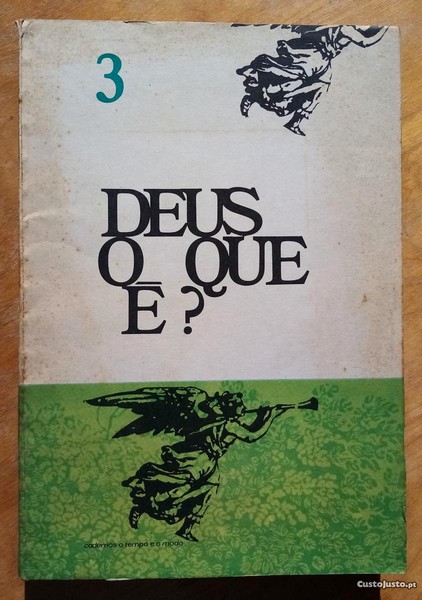 3
DEUS
O QUE
É?
cadernos o tempo e o modo
CustoJusto.pt